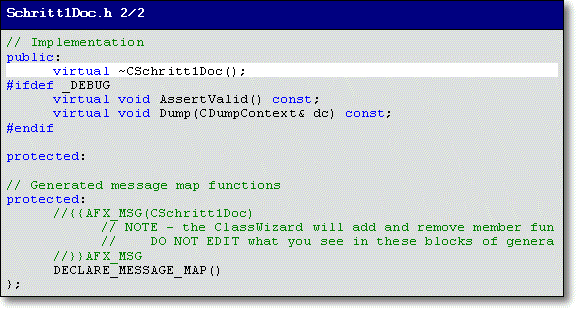 Schritt1Doc.h 2/2
// Implementation
public:
virtual ~CSchritt1Doc();
#ifdef _DEBUG
virtual void AssertValid() const;
virtual void Dump(CDumpContext& dc) const;
#endif
protected:
// Generated message map functions
protected:
//{{AFX_MSG(CSchritt1Doc)
// NOTE - the ClassWizard will add and remove member fun
// DO NOT EDIT what you see in these blocks of genera
//}}AFX_MSG
DECLARE_MESSAGE_MAP()
};